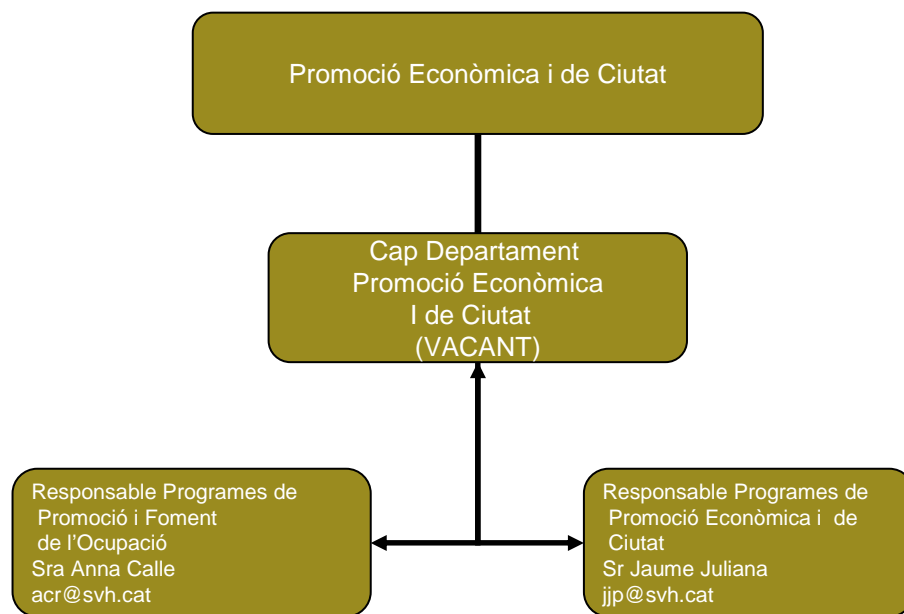 Promoció Econòmica i de Ciutat
Cap Departament
Promoció Econòmica
I de Ciutat
(VACANT)
Responsable Programes de
Promoció i Foment
de l’Ocupació
Sra Anna Calle
acr@svh.cat
Responsable Programes de
Promoció Econòmica i de
Ciutat
Sr Jaume Juliana
jjp@svh.cat